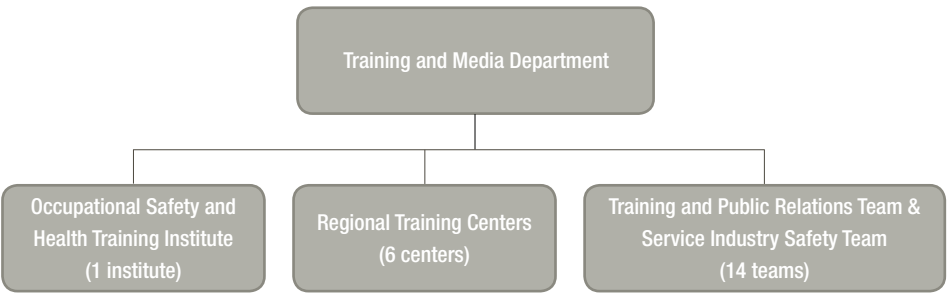 Training and Media Department
Occupational Safety and
Health Training Institute
(1 institute)
Regional Training Centers
(6 centers)
Training and Public Relations Team &
Service Industry Safety Team
(14 teams)